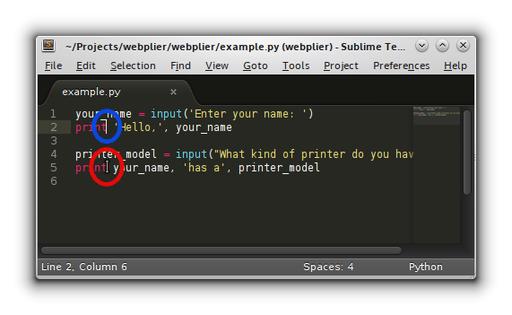 ~/Projects/webplier/webplier/example.py (webplier) - Sublime Te...
File Edit Selection Find View Goto Tools Project Preferences Help
example.py ×
1 your_name = input('Enter your name: ')
2 print 'Hello,', your_name
3
4 printer_model = input("What kind of printer do you hav
5 print your_name, 'has a', printer_model
6
Line 2, Column 6 Spaces: 4 Python